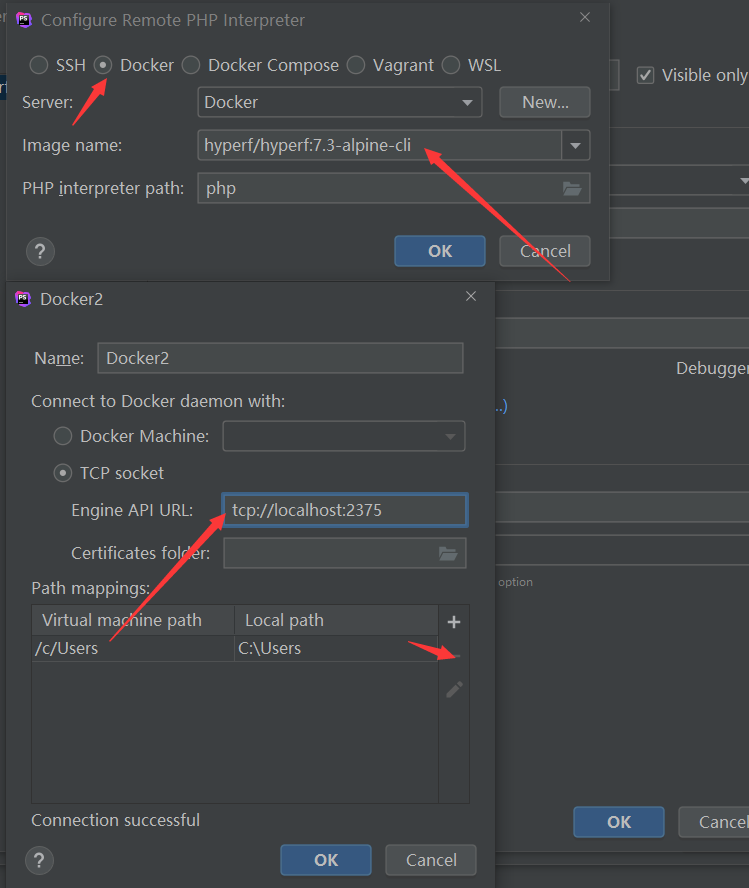 Configure Remote PHP Interpreter
SSH Docker Docker Compose Vagrant WSL
Visible only
Server: Docker New...
Image name: hyperf/hyperf:7.3-alpine-cli
PHP interpreter path: php
? OK Cancel
Docker2
Name: Docker2
Debugger
Connect to Docker daemon with:
..)
Docker Machine:
TCP socket
Engine API URL: tcp://localhost:2375
Certificates folder:
option
Path mappings:
Virtual machine path Local path
/c/Users C:\Users
Connection successful
OK Cancel
? OK Cancel